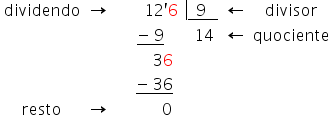 dividendo → 12′6 9 ← divisor
− 9 14 ← quociente
36
− 36
resto → 0